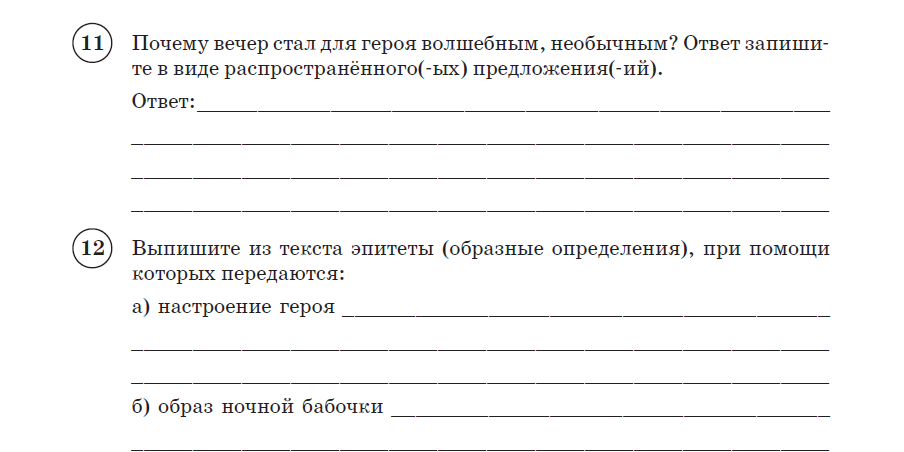 11 Почему вечер стал для героя волшебным, необычным? Ответ запиши-
те в виде распространённого(-ых) предложения(-ий).
Ответ:
12 Выпишите из текста эпитеты (образные определения), при помощи
которых передаются:
а) настроение героя
б) образ ночной бабочки